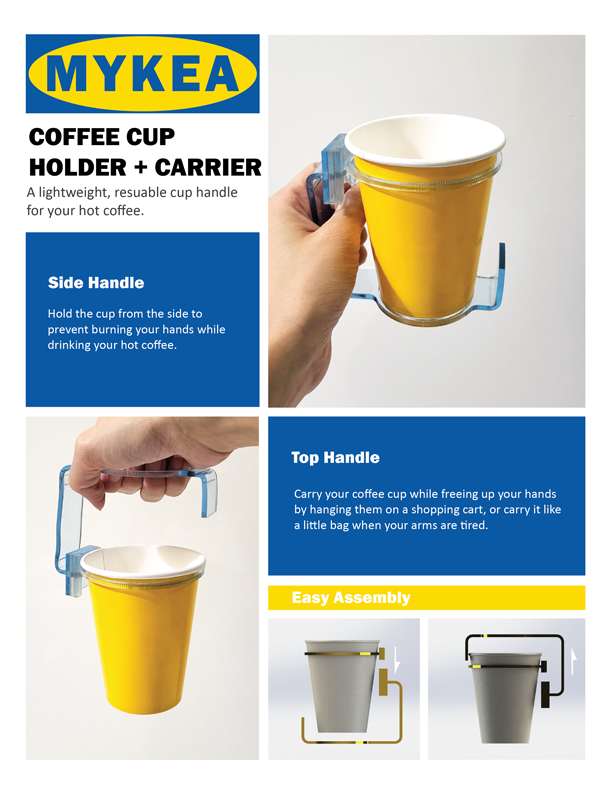 MYKEA
COFFEE CUP
HOLDER + CARRIER
A lightweight, resuable cup handle
for your hot coffee.
Side Handle
Hold the cup from the side to
prevent burning your hands while
drinking your hot coffee.
Top Handle
Carry your coffee cup while freeing up your hands
by hanging them on a shopping cart, or carry it like
a little bag when your arms are tired.
Easy Assembly